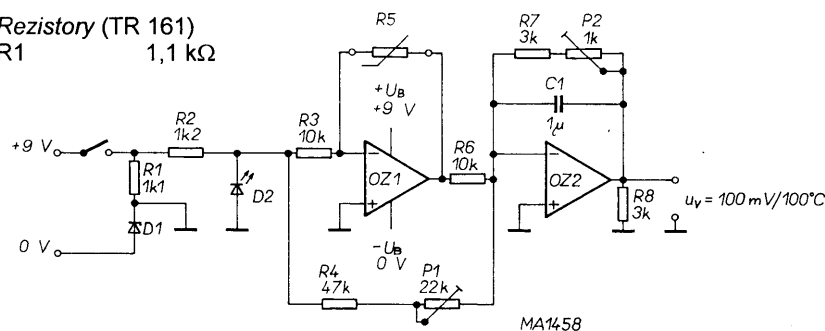 Rezistory (TR 161)
R1 1,1 kΩ
R5
R7
3k
P2
1k
+U_B
+9 V
C1
1μ
R2
1k2
R3
10k
+9 V
R1
1k1
D2
OZ1
R6
10k
OZ2
R8
3k
u_V = 100 mV/100°C
D1
0 V
-U_B
0 V
R4
47k
P1
22k
MA1458